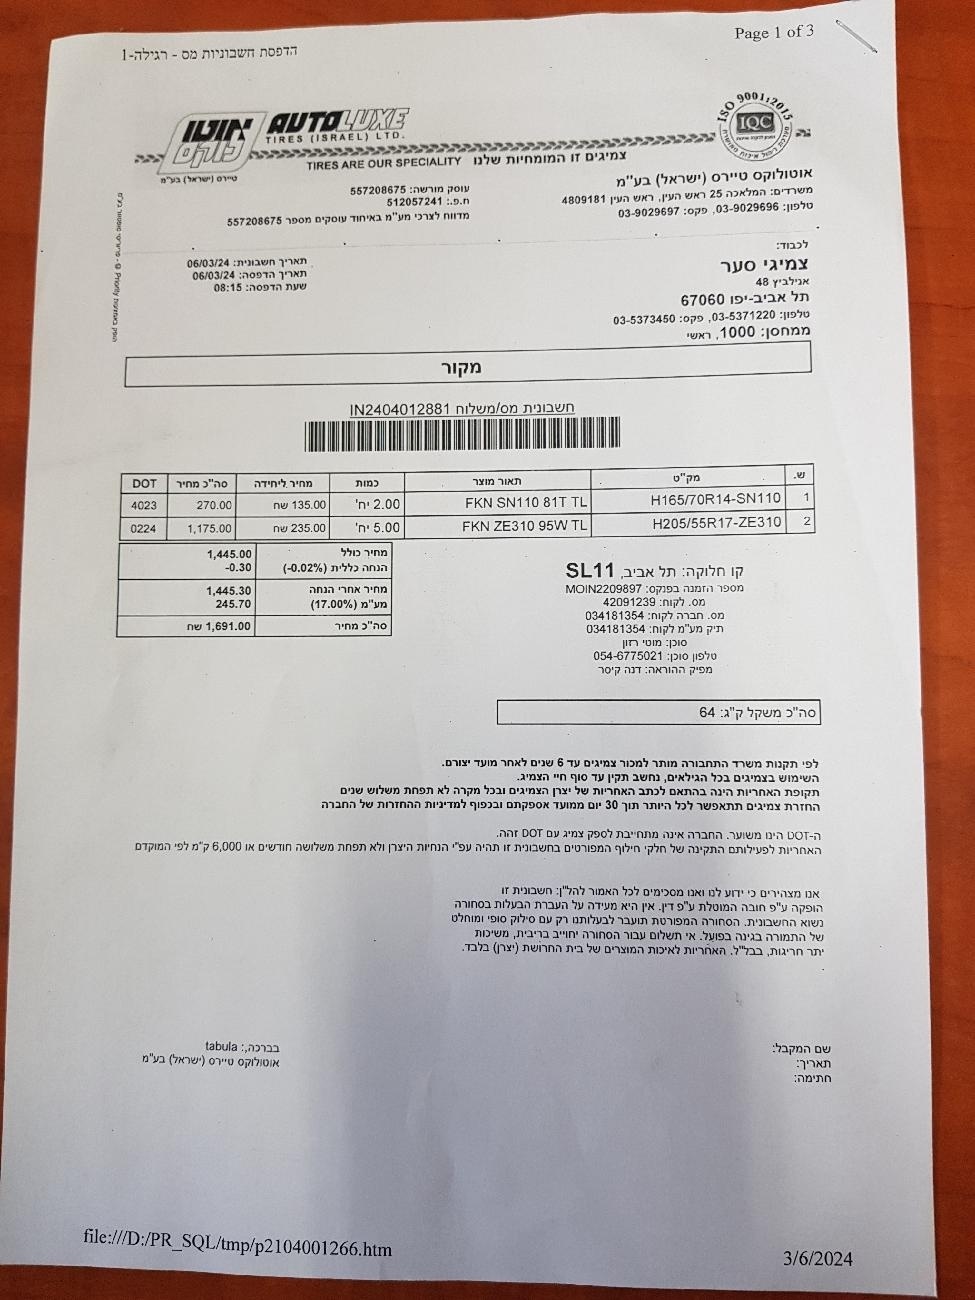 הדפסת חשבוניות מס - רגילה-1
Page 1 of 3
אוטו לוקס
טיירס (ישראל) בע"מ
AUTOLUXE
TIRES (ISRAEL) LTD.
ISO 9001:2015
IQC
צמיגים זו המומחיות שלנו TIRES ARE OUR SPECIALITY
אוטולוקס טיירס (ישראל) בע"מ
משרדים: המלאכה 25 ראש העין, ראש העין 4809181
טלפון: 03-9029696, פקס: 03-9029697
עוסק מורשה: 557208675
ח.פ.: 512057241
מדווח לצרכי מע"מ באיחוד עוסקים מספר 557208675
לכבוד:
צמיגי סער
אנילביץ 48
תל אביב-יפו 67060
טלפון: 03-5371220, פקס: 03-5373450
ממחסן: 1000, ראשי
תאריך חשבונית: 06/03/24
תאריך הדפסה: 06/03/24
שעת הדפסה: 08:15
מקור
חשבונית מס/משלוח IN2404012881
ש. מק"ט תאור מוצר כמות מחיר ליחידה סה"כ מחיר DOT
1 H165/70R14-SN110 FKN SN110 81T TL 2.00 יח' 135.00 שח 270.00 4023
2 H205/55R17-ZE310 FKN ZE310 95W TL 5.00 יח' 235.00 שח 1,175.00 0224
מחיר כולל 1,445.00
הנחה כללית (-0.02%) -0.30
מחיר אחרי הנחה 1,445.30
מע"מ (17.00%) 245.70
סה"כ מחיר 1,691.00 שח
קו חלוקה: תל אביב, SL11
מספר הזמנה בפנקס: MOIN2209897
מס. לקוח: 42091239
מס. חברה לקוח: 034181354
תיק מע"מ לקוח: 034181354
סוכן: מוטי רזון
טלפון סוכן: 054-6775021
מפיק ההוראה: דנה קיסר
סה"כ משקל ק"ג: 64
לפי תקנות משרד התחבורה מותר למכור צמיגים עד 6 שנים לאחר מועד יצורם.
השימוש בצמיגים בכל הגילאים, נחשב תקין עד סוף חיי הצמיג.
תקופת האחריות הינה בהתאם לכתב האחריות של יצרן הצמיגים ובכל מקרה לא תפחת משלוש שנים
החזרת צמיגים תתאפשר לכל היותר תוך 30 יום ממועד אספקתם ובכפוף למדיניות ההחזרות של החברה
ה-DOT הינו משוער. החברה אינה מתחייבת לספק צמיג עם DOT זהה.
האחריות לפעילותם התקינה של חלקי חילוף המפורטים בחשבונית זו תהיה עפ"י הנחיות היצרן ולא תפחת משלושה חודשים או 6,000 ק"מ לפי המוקדם
אנו מצהירים כי ידוע לנו ואנו מסכימים לכל האמור להל"ן: חשבונית זו
הופקה ע"פ חובה המוטלת ע"פ דין. אין היא מעידה על העברת הבעלות בסחורה
נשוא החשבונית. הסחורה המפורטת תועבר לבעלותנו רק עם סילוק סופי ומוחלט
של התמורה בגינה בפועל. אי תשלום עבור הסחורה יחוייב בריבית, משיכות
יתר חריגות, בבל"ל. האחריות לאיכות המוצרים של בית החרושת (יצרן) בלבד.
שם המקבל:
תאריך:
חתימה:
בברכה,: tabula
אוטולוקס טיירס (ישראל) בע"מ
file:///D:/PR_SQL/tmp/p2104001266.htm
3/6/2024